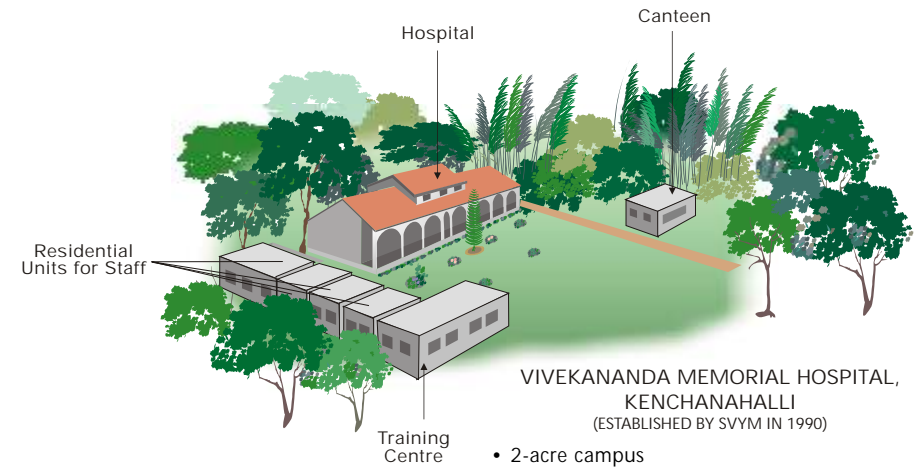 Canteen
Hospital
Residential
Units for Staff
VIVEKANANDA MEMORIAL HOSPITAL,
KENCHANAHALLI
(ESTABLISHED BY SVYM IN 1990)
Training
Centre
• 2-acre campus